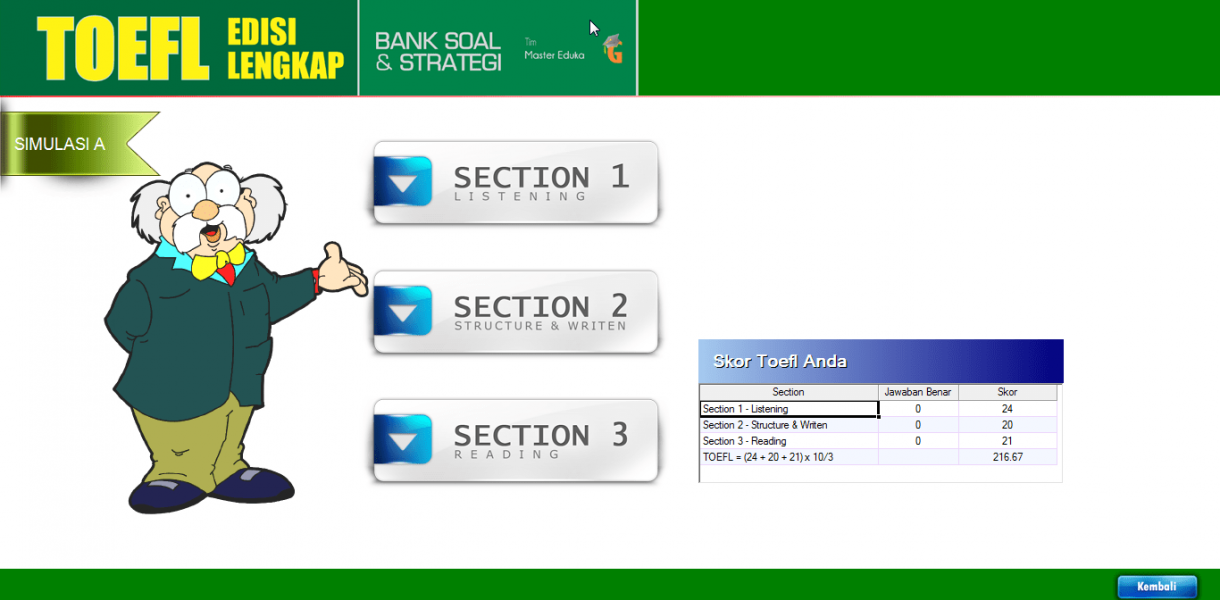 TOEFL EDISI LENGKAP
BANK SOAL & STRATEGI
Tim
Master Eduka
SIMULASI A
SECTION 1
LISTENING
SECTION 2
STRUCTURE & WRITEN
SECTION 3
READING
Skor Toefl Anda
Section Jawaban Benar Skor
Section 1 - Listening 0 24
Section 2 - Structure & Writen 0 20
Section 3 - Reading 0 21
TOEFL = (24 + 20 + 21) x 10/3 216.67
Kembali